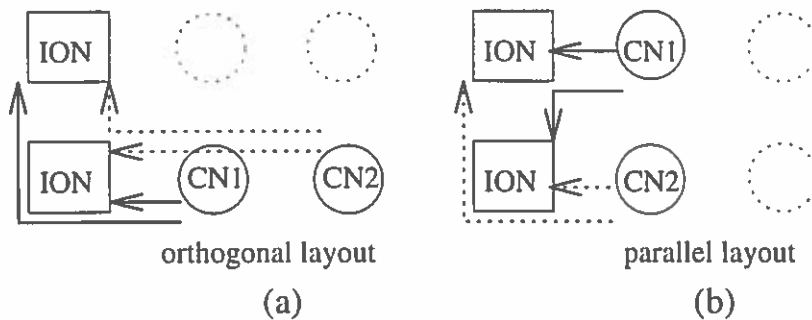 ION
ION
CN1
CN2
orthogonal layout
(a)
ION
CN1
ION
CN2
parallel layout
(b)